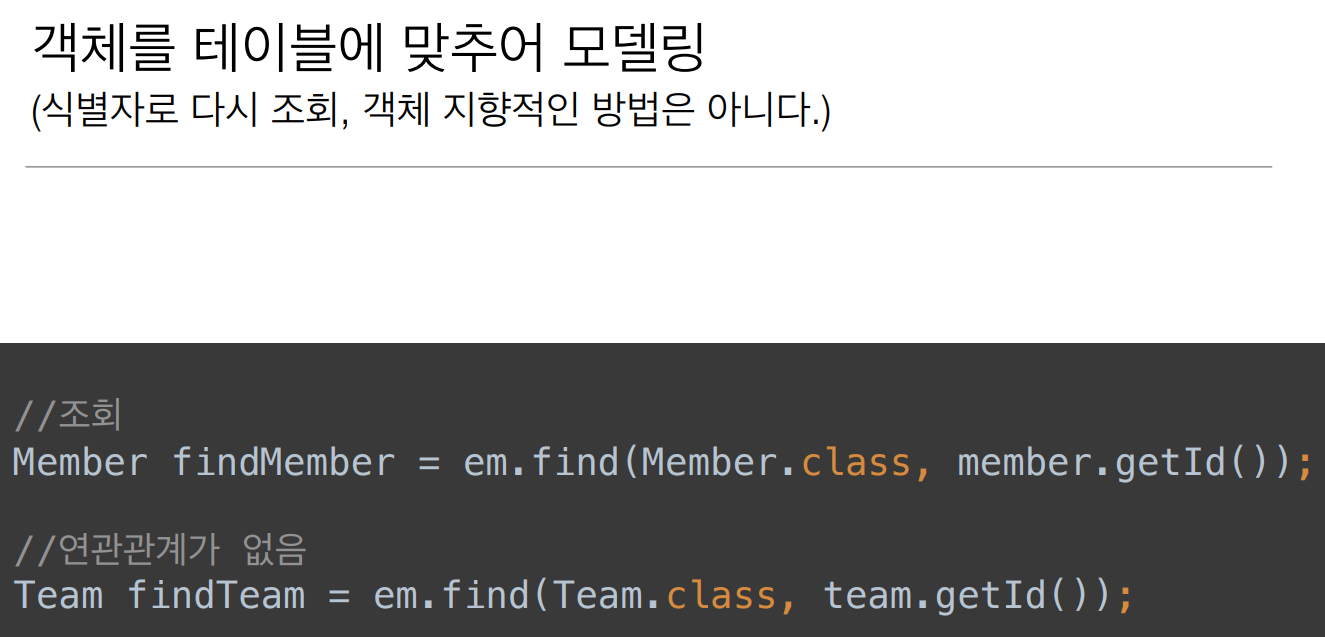 객체를 테이블에 맞추어 모델링
(식별자로 다시 조회, 객체 지향적인 방법은 아니다.)
//조회
Member findMember = em.find(Member.class, member.getId());
//연관관계가 없음
Team findTeam = em.find(Team.class, team.getId());